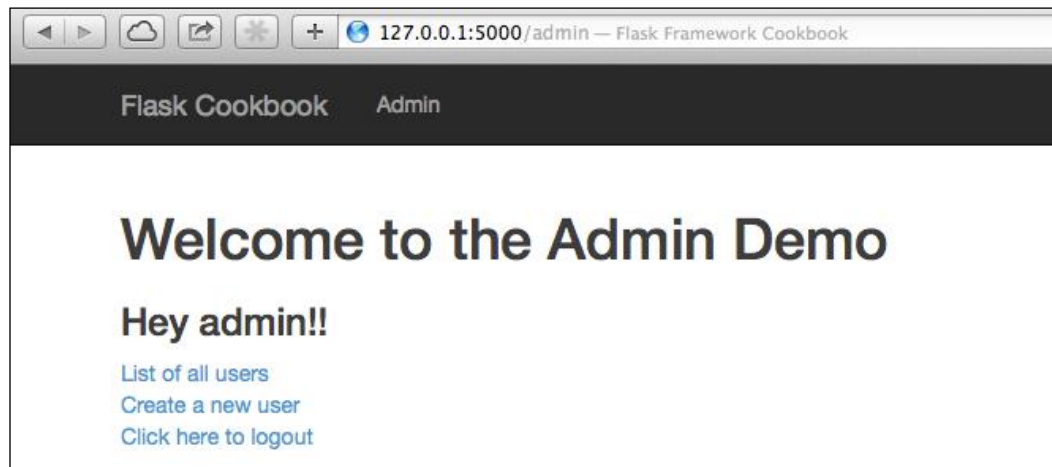 127.0.0.1:5000/admin — Flask Framework Cookbook
Flask Cookbook Admin
Welcome to the Admin Demo
Hey admin!!
List of all users
Create a new user
Click here to logout